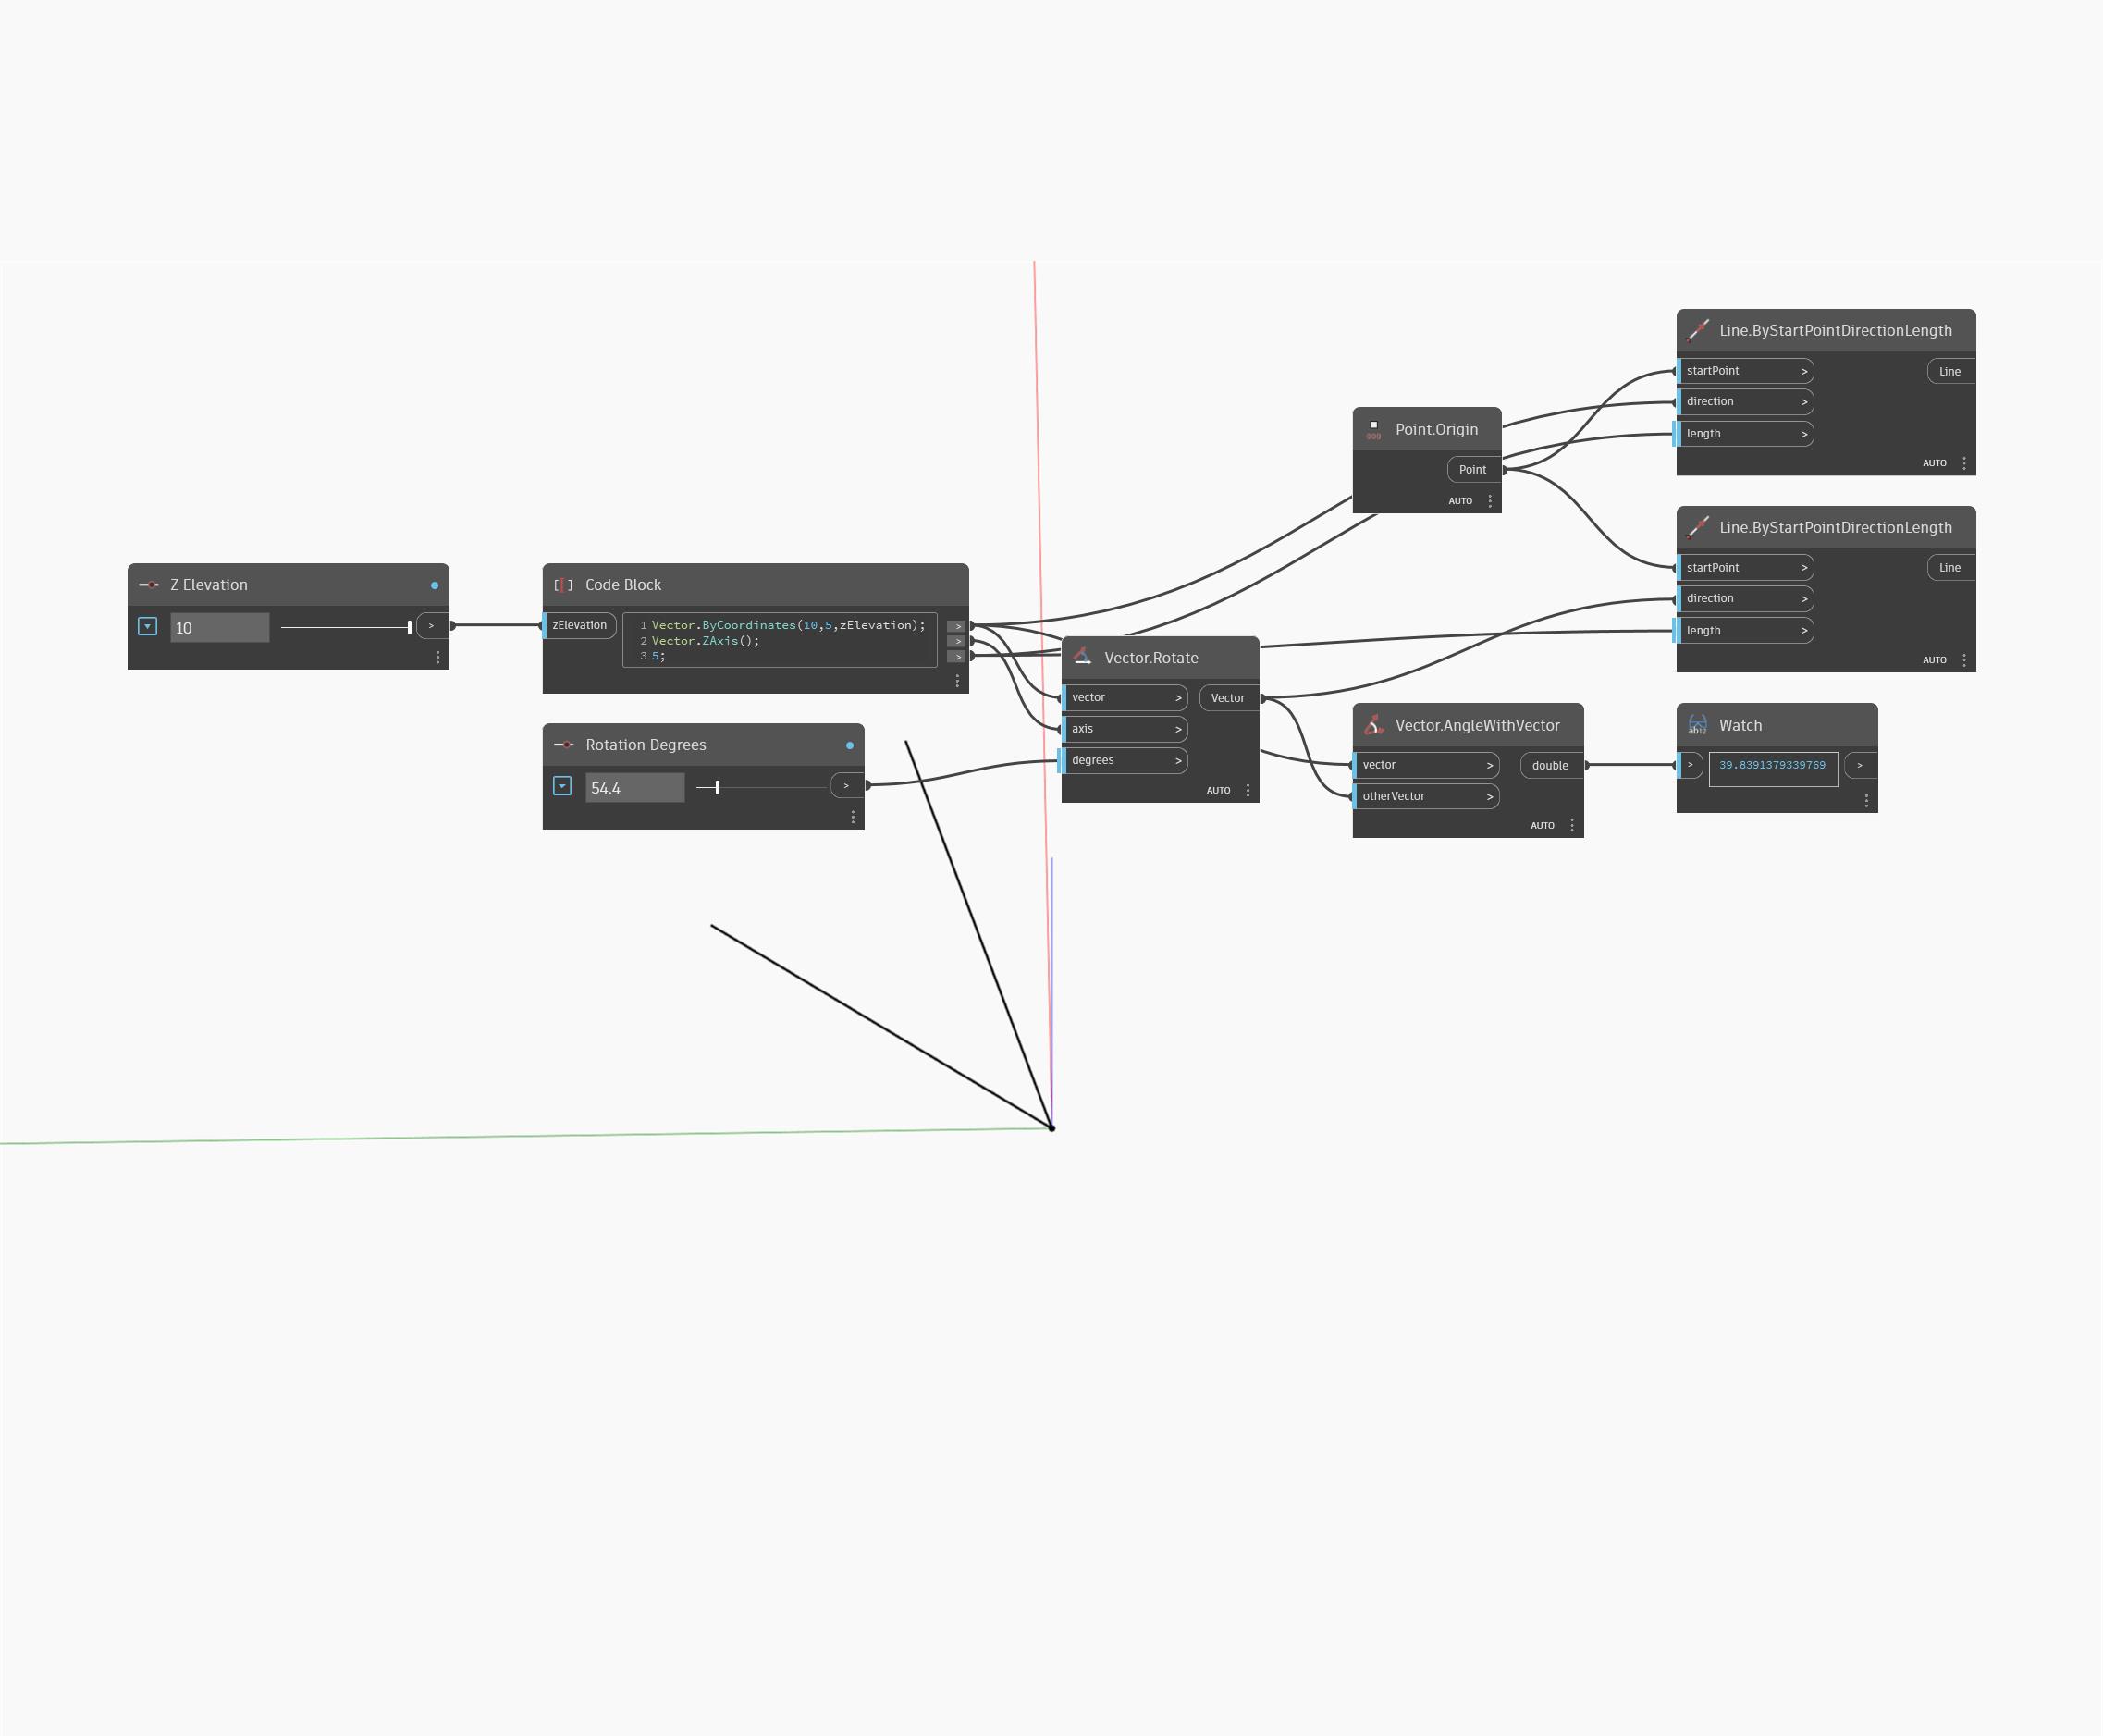 Line.ByStartPointDirectionLength
startPoint >
Line
direction >
length >
AUTO
Point.Origin
Point
AUTO
Line.ByStartPointDirectionLength
startPoint >
Line
direction >
length >
AUTO
Z Elevation
10
>
Code Block
zElevation
1 Vector.ByCoordinates(10,5,zElevation); >
2 Vector.ZAxis(); >
3 5; >
Vector.Rotate
vector >
Vector
axis >
degrees >
AUTO
Rotation Degrees
54.4
>
Vector.AngleWithVector
vector >
double
otherVector >
AUTO
Watch
>
39.8391379339769
>